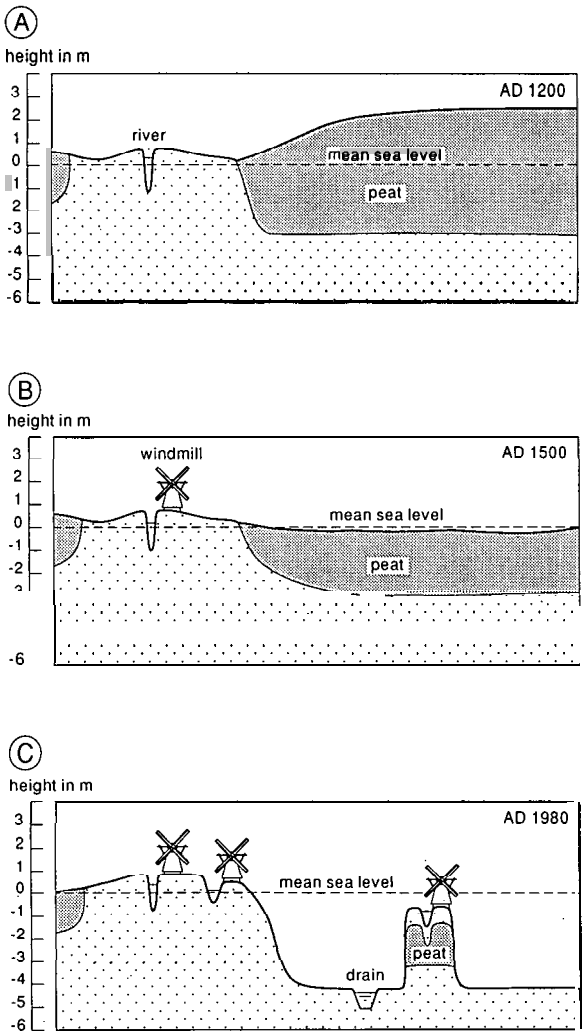 A
height in m
AD 1200
3
2
1
0
1
2
-3
-4
-5
-6
river
mean sea level
peat
B
height in m
AD 1500
3
2
1
0
-1
-2
-6
windmill
mean sea level
peat
C
height in m
AD 1980
3
2
1
0
-1
-2
-3
-4
-5
-6
mean sea level
peat
drain